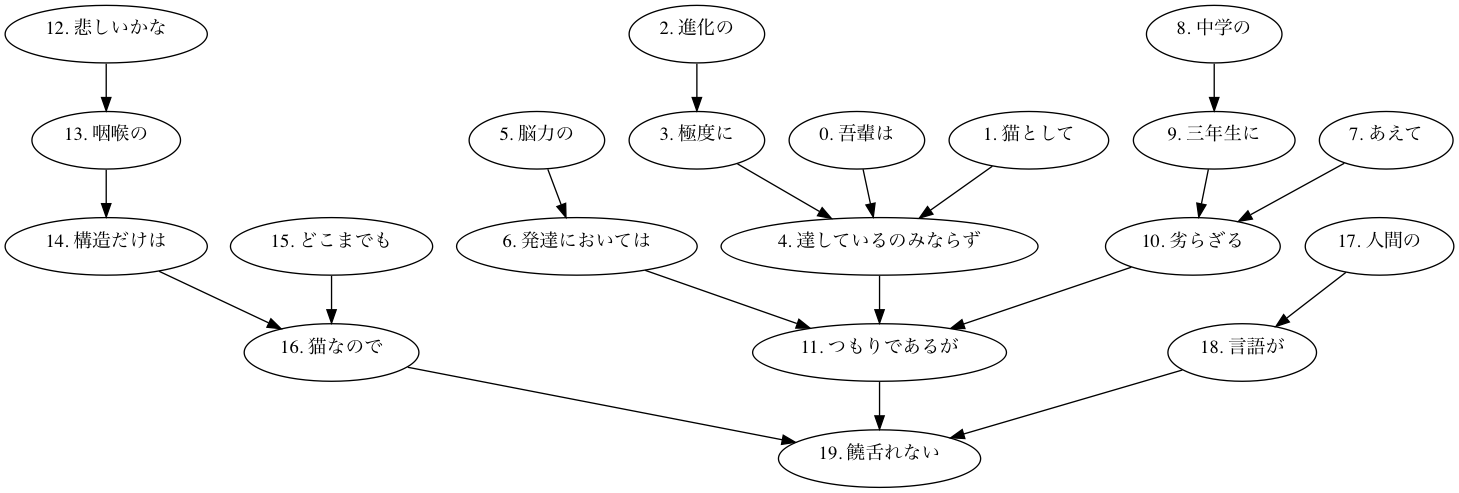 12. 悲しいかな
2. 進化の
8. 中学の
13. 咽喉の
5. 脳力の
3. 極度に
0. 吾輩は
1. 猫として
9. 三年生に
7. あえて
14. 構造だけは
15. どこまでも
6. 発達においては
4. 達しているのみならず
10. 劣らざる
17. 人間の
16. 猫なので
11. つもりであるが
18. 言語が
19. 饒舌れない